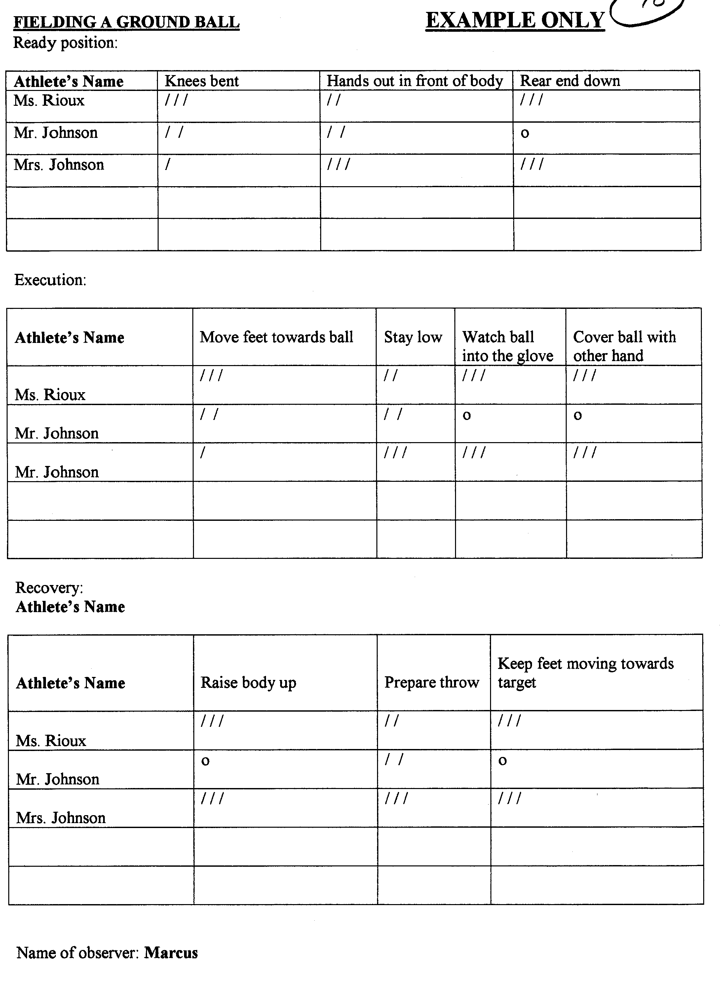 FIELDING A GROUND BALL EXAMPLE ONLY
Ready position:
Athlete's Name Knees bent Hands out in front of body Rear end down
Ms. Rioux / / / / / / / /
Mr. Johnson / / / / o
Mrs. Johnson / / / / / / /
Execution:
Athlete's Name Move feet towards ball Stay low Watch ball into the glove Cover ball with other hand
Ms. Rioux / / / / / / / / / / /
Mr. Johnson / / / / o o
Mr. Johnson / / / / / / / / / /
Recovery:
Athlete's Name
Athlete's Name Raise body up Prepare throw Keep feet moving towards target
Ms. Rioux / / / / / / / /
Mr. Johnson o / / o
Mrs. Johnson / / / / / / / / /
Name of observer: Marcus